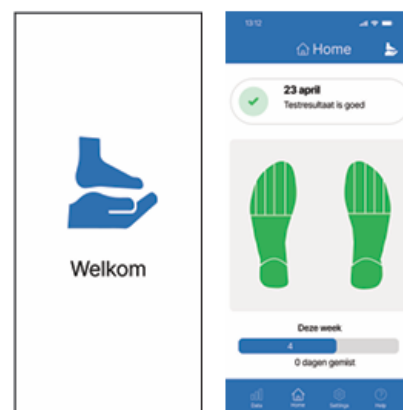 Welkom
13:12
Home
23 april
Testresultaat is goed
Deze week
4
0 dagen gemist
Data
Home
Settings
Help